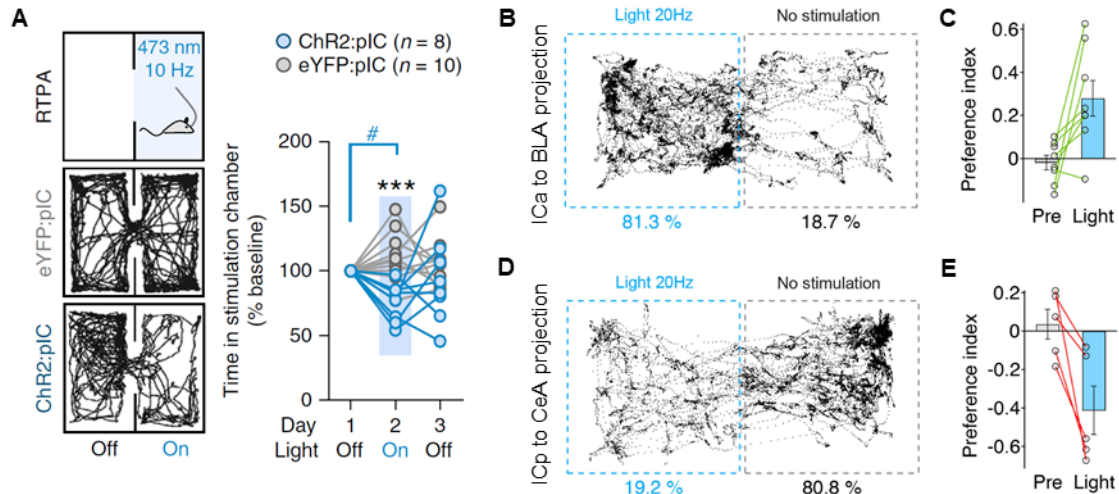 A
RTPA
473 nm
10 Hz
eYFP:pIC
ChR2:pIC
Off
On
ChR2:pIC (n = 8)
eYFP:pIC (n = 10)
Time in stimulation chamber
(% baseline)
200
150
100
50
0
#
***
Day 1 2 3
Light Off On Off
B
ICa to BLA projection
Light 20Hz
No stimulation
81.3 %
18.7 %
C
Preference index
0.6
0.4
0.2
0
Pre
Light
D
ICp to CeA projection
Light 20Hz
No stimulation
19.2 %
80.8 %
E
Preference index
0.2
0
-0.2
-0.4
-0.6
Pre
Light